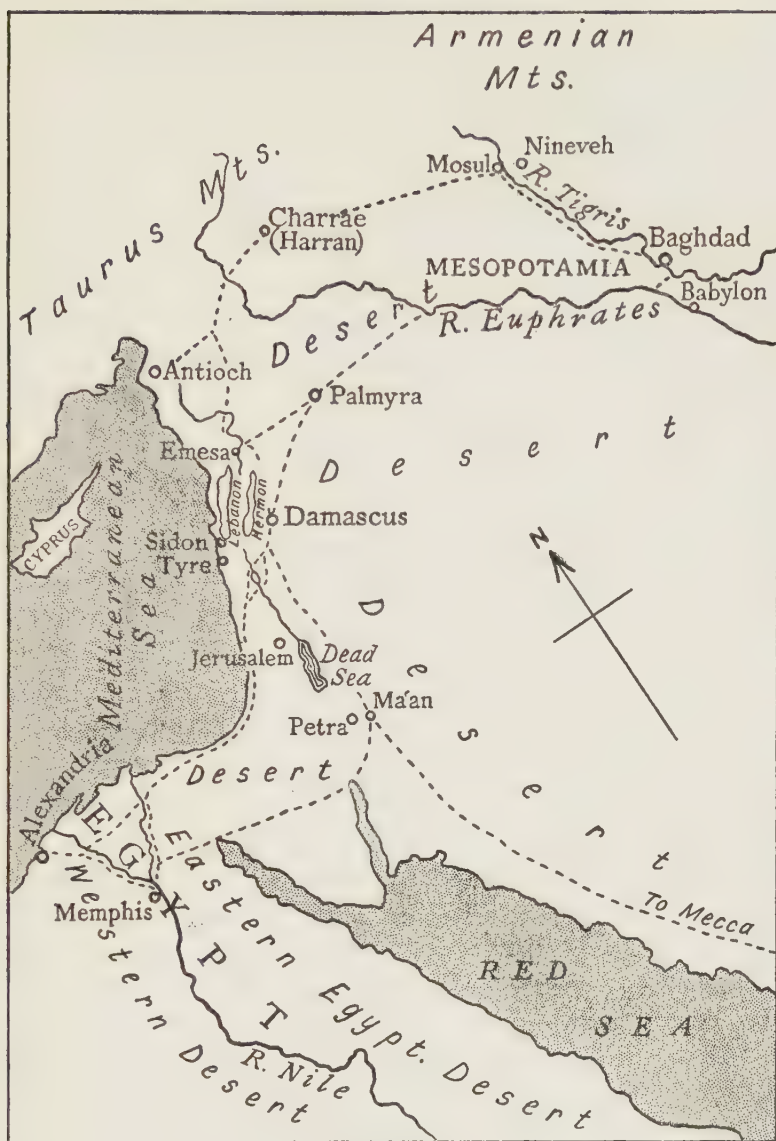 Armenian
Mts.
Taurus Mts.
Nineveh
Mosul
R. Tigris
Charrae
(Harran)
Baghdad
MESOPOTAMIA
Babylon
R. Euphrates
Desert
Antioch
Palmyra
Emesa
Desert
Lebanon
Hermon
Damascus
CYPRUS
Sidon
Tyre
N
Mediterranean
Sea
Desert
Jerusalem
Dead
Sea
Ma'an
Petra
Desert
Alexandria
EGYPT
Eastern Egypt. Desert
Western Desert
Memphis
To Mecca
RED
SEA
R. Nile